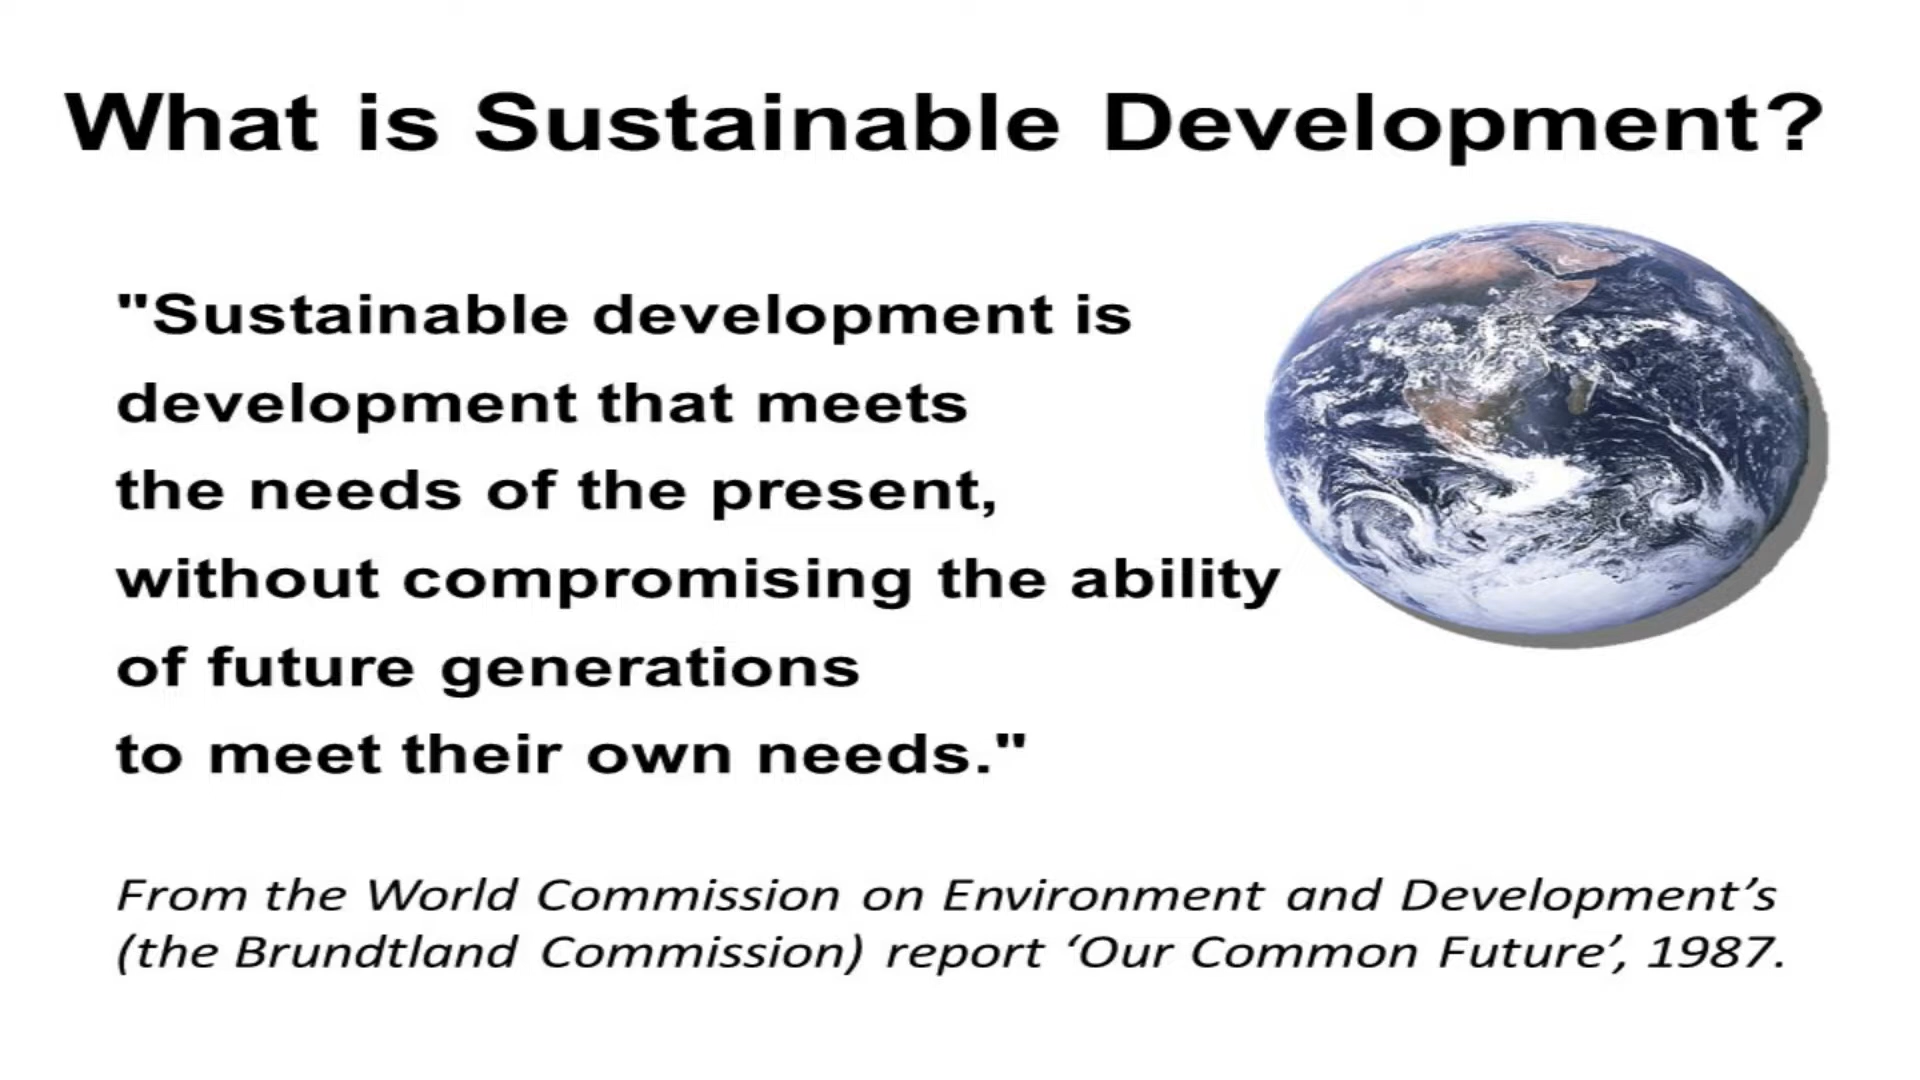 What is Sustainable Development?
"Sustainable development is
development that meets
the needs of the present,
without compromising the ability
of future generations
to meet their own needs."
From the World Commission on Environment and Development’s
(the Brundtland Commission) report ‘Our Common Future’, 1987.